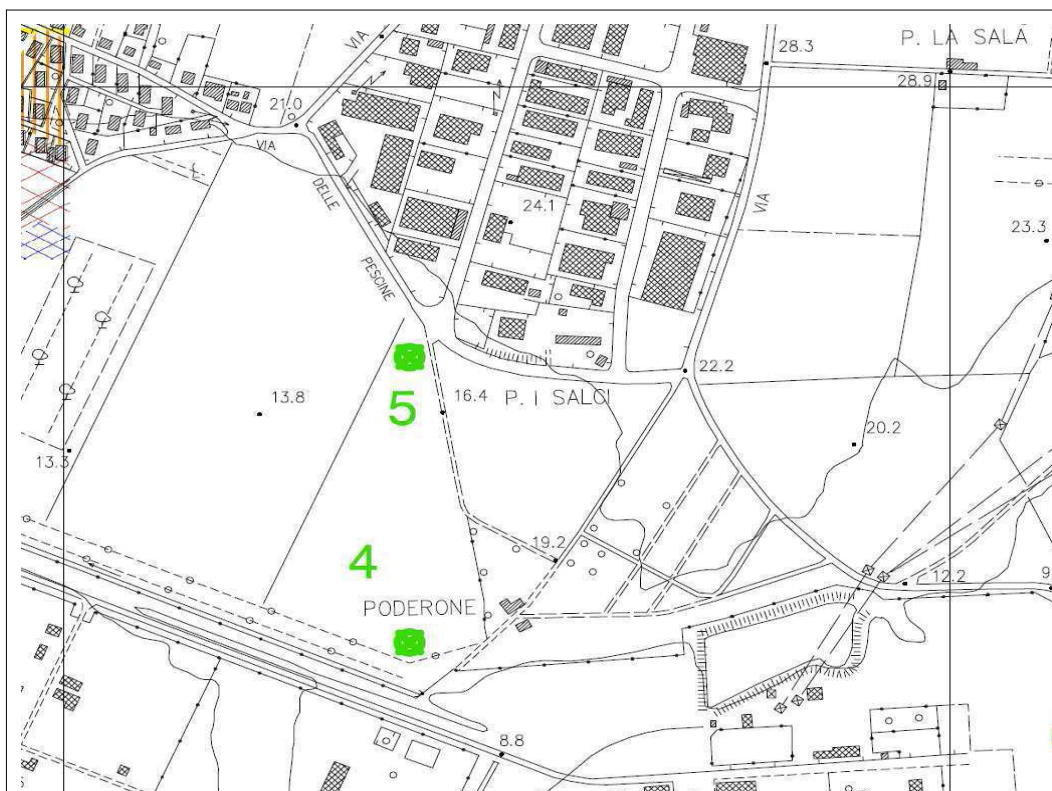 VIA
28.3
P. LA SALA
28.9
21.0
VIA
DELLE
PESCINE
24.1
VIA
23.3
5
16.4
P. I SALCI
22.2
13.8
20.2
13.3
4
19.2
PODERONE
12.2
9
8.8